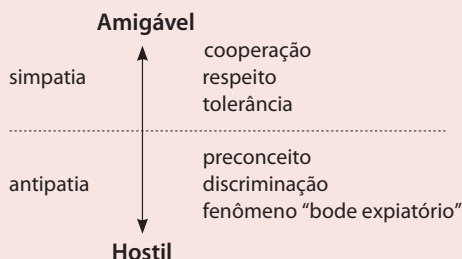 Amigável
cooperação
simpatia respeito
tolerância
preconceito
antipatia discriminação
fenômeno “bode expiatório”
Hostil